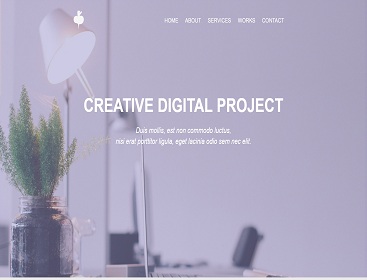 HOME ABOUT SERVICES WORKS CONTACT
CREATIVE DIGITAL PROJECT
Duis mollis, est non commodo luctus,
nisi erat porttitor ligula, eget lacinia odio sem nec elit.